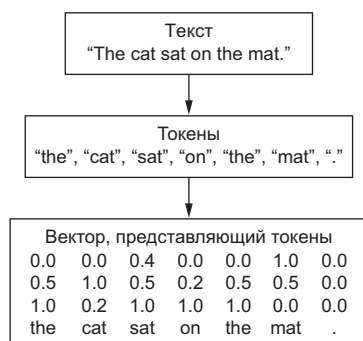 Текст
“The cat sat on the mat.”
Токены
“the”, “cat”, “sat”, “on”, “the”, “mat”, “.”
Вектор, представляющий токены
0.0 0.0 0.4 0.0 0.0 1.0 0.0
0.5 1.0 0.5 0.2 0.5 0.5 0.0
1.0 0.2 1.0 1.0 1.0 0.0 0.0
the cat sat on the mat .